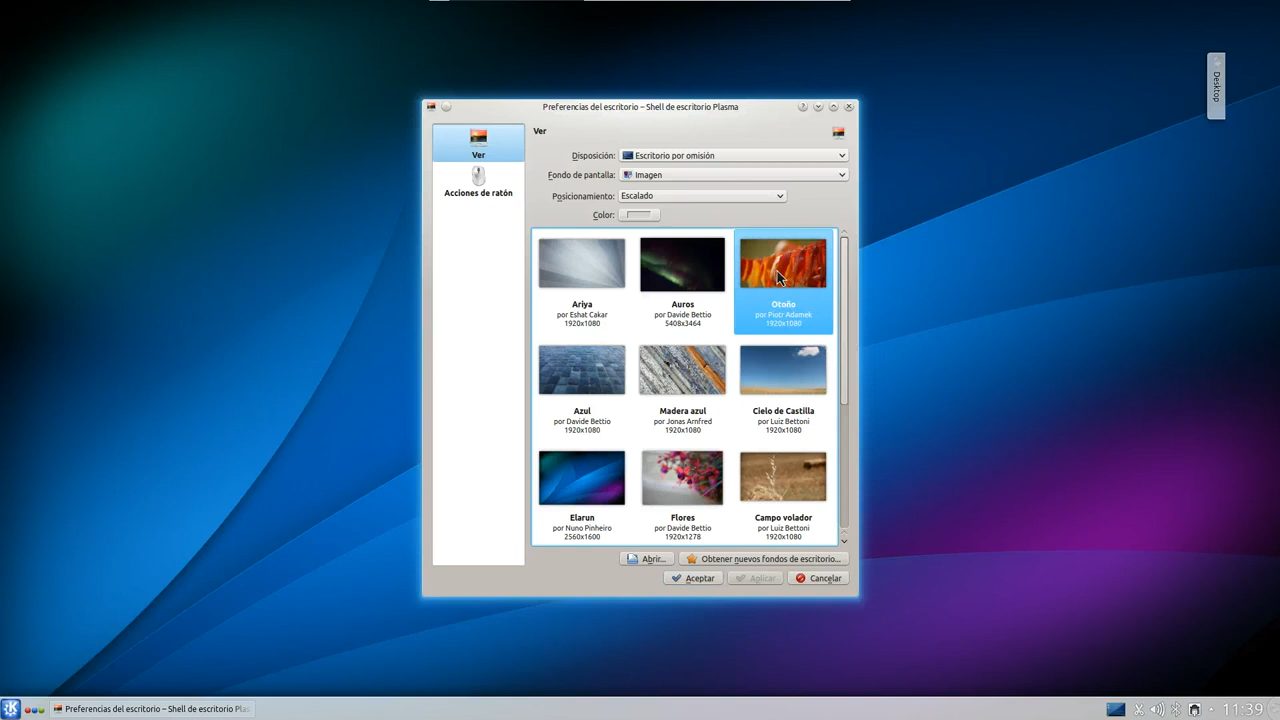 Desktop
Preferencias del escritorio – Shell de escritorio Plasma
Ver
Acciones de ratón
Ver
Disposición: Escritorio por omisión
Fondo de pantalla: Imagen
Posicionamiento: Escalado
Color:
Ariya
por Eshat Cakar
1920x1080
Auros
por Davide Bettio
5408x3464
Otoño
por Piotr Adamek
1920x1080
Azul
por Davide Bettio
1920x1080
Madera azul
por Jonas Arnfred
1920x1080
Cielo de Castilla
por Luiz Bettoni
1920x1080
Elarun
por Nuno Pinheiro
2560x1600
Flores
por Davide Bettio
1920x1278
Campo volador
por Luiz Bettoni
1920x1080
Abrir...
Obtener nuevos fondos de escritorio...
Aceptar
Aplicar
Cancelar
Preferencias del escritorio – Shell de escritorio Plas
11:39